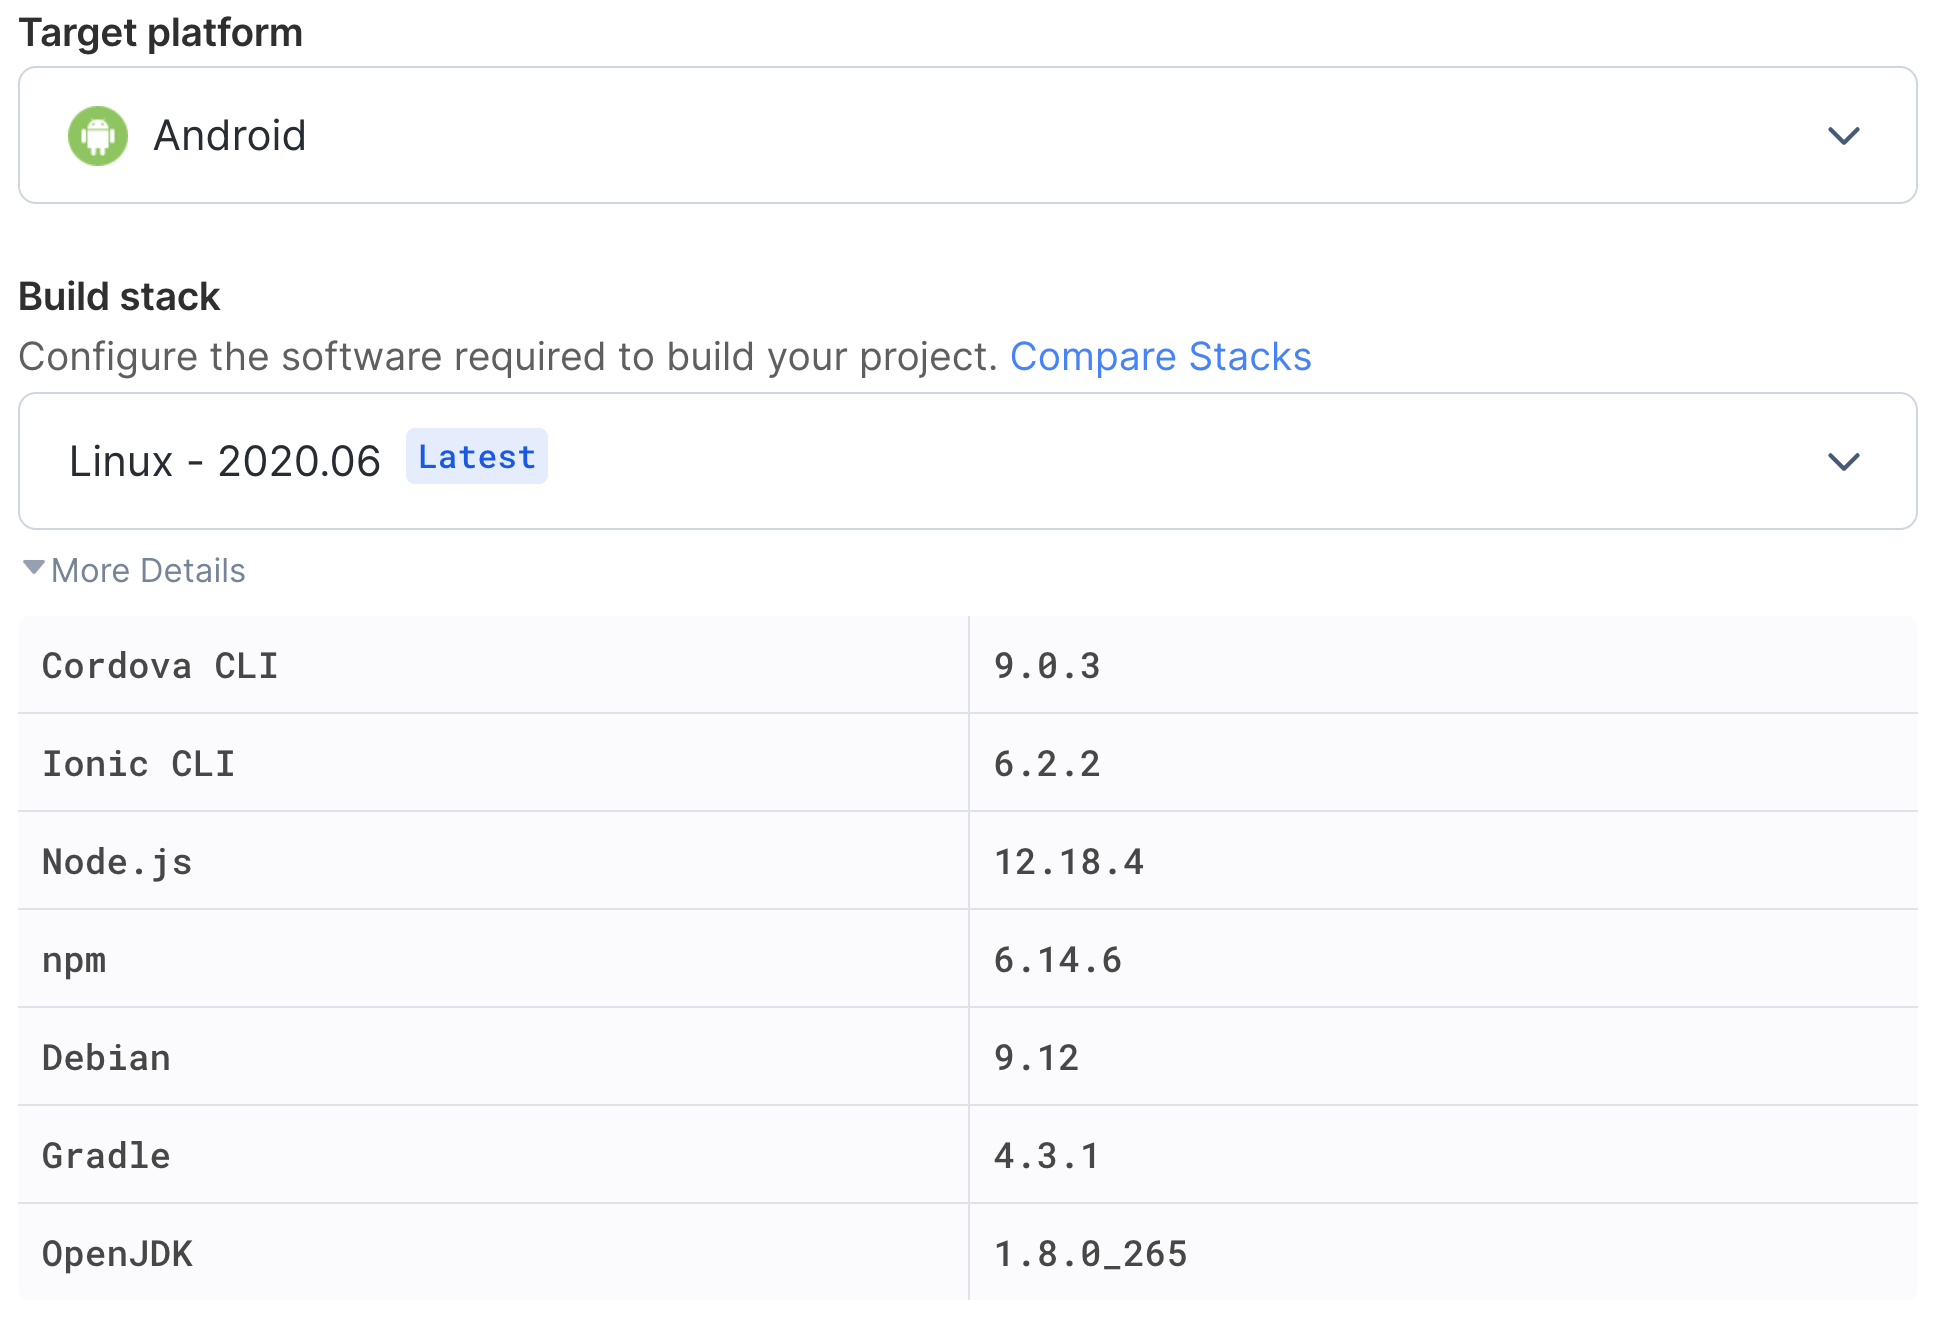 Target platform
Android
Build stack
Configure the software required to build your project. Compare Stacks
Linux - 2020.06 Latest
More Details
Cordova CLI 9.0.3
Ionic CLI 6.2.2
Node.js 12.18.4
npm 6.14.6
Debian 9.12
Gradle 4.3.1
OpenJDK 1.8.0_265